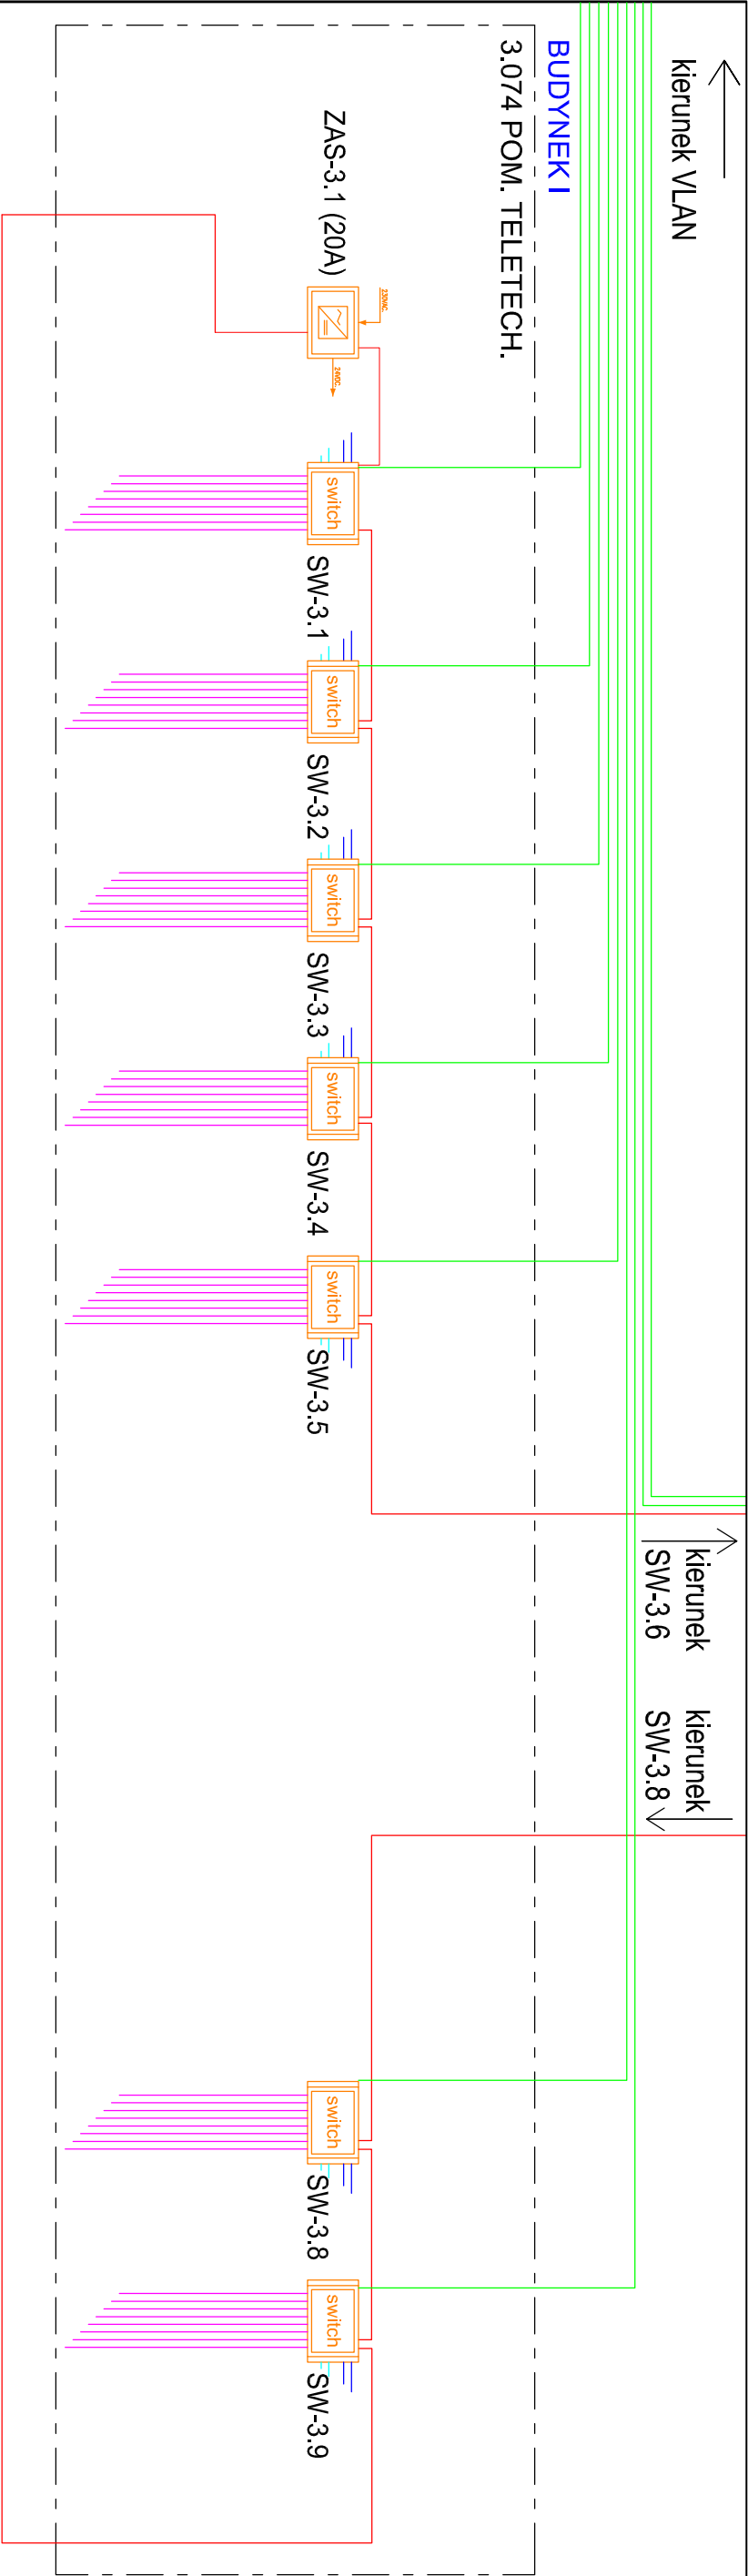 kierunek VLAN
BUDYNEK I
3.074 POM. TELETECH.
ZAS-3.1 (20A)
230VAC.
24VDC.
switch
SW-3.1
switch
SW-3.2
switch
SW-3.3
switch
SW-3.4
switch
SW-3.5
kierunek
SW-3.6
kierunek
SW-3.8
switch
SW-3.8
switch
SW-3.9